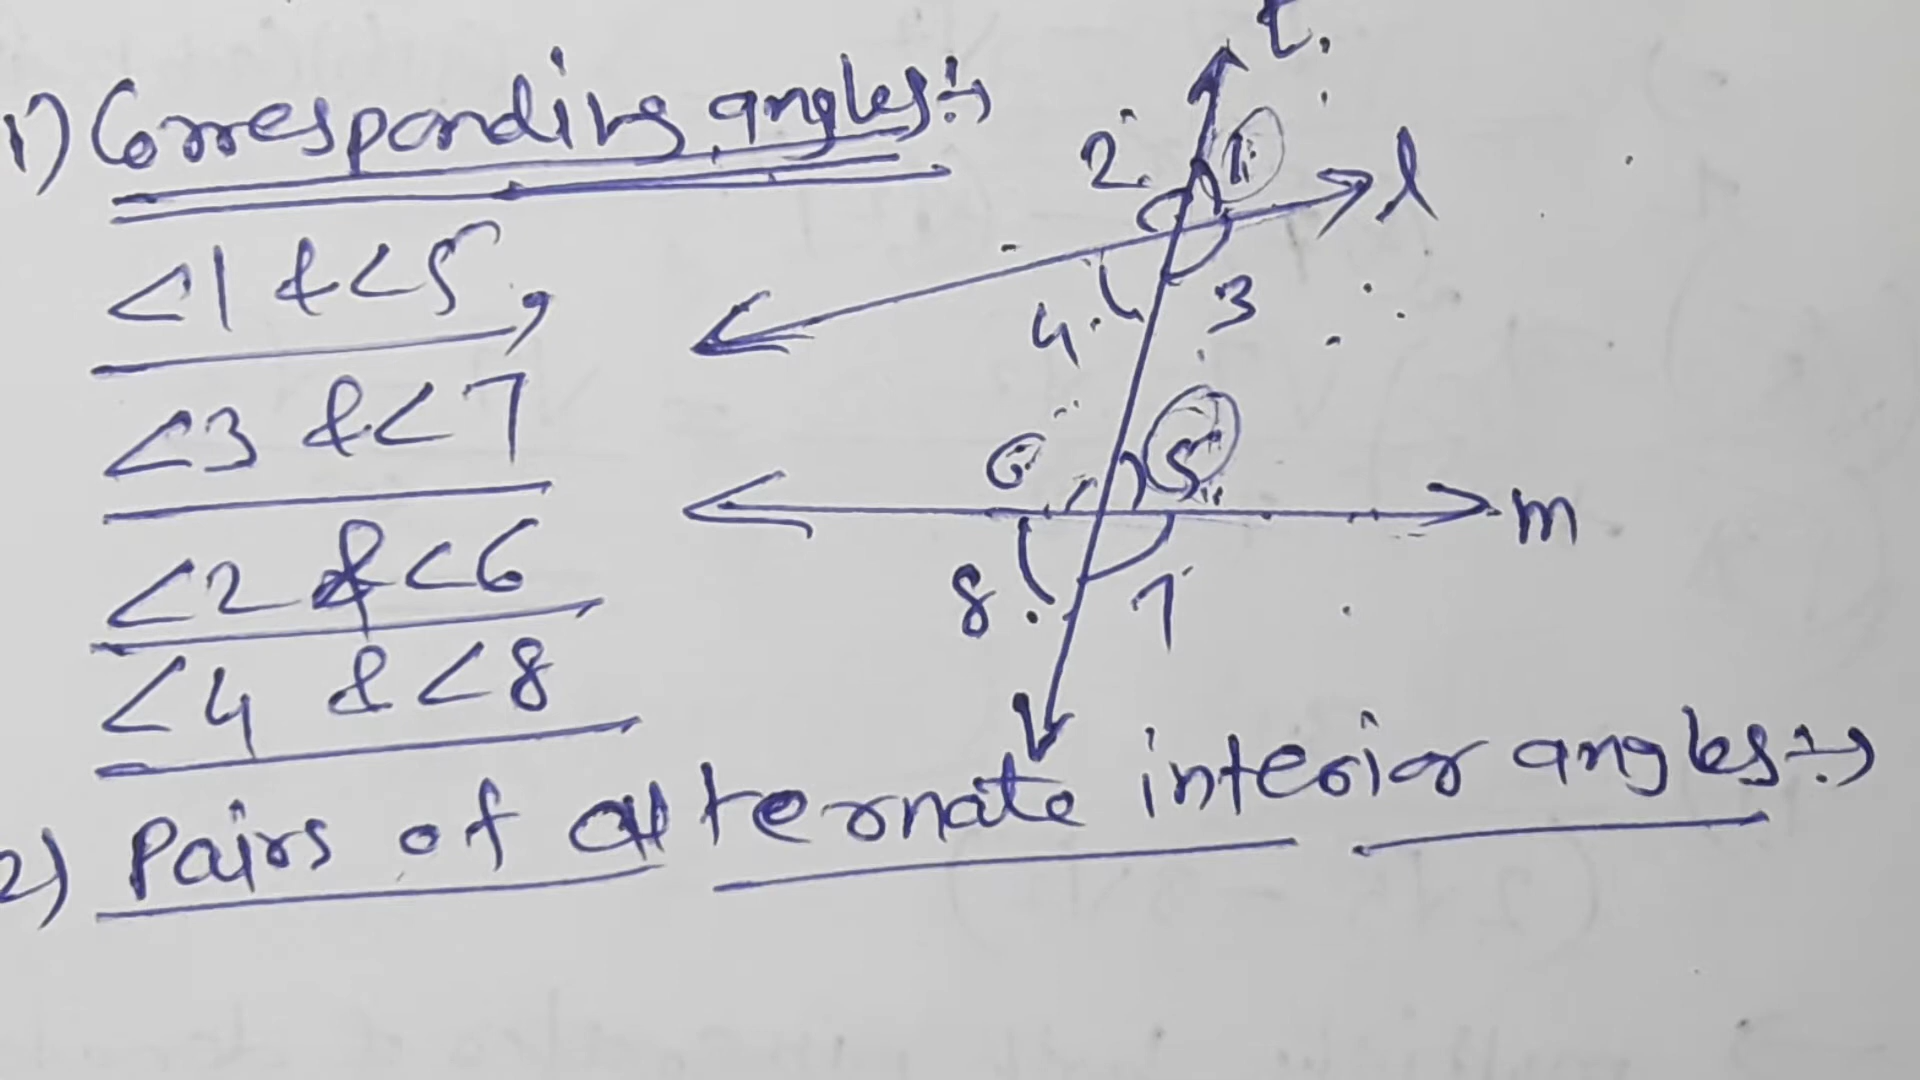 1) Corresponding angles :→
<1 & <5,
<3 & <7
<2 & <6
<4 & <8
t.
2 1
l
4 3
6 5
m
8 7
2) Pairs of alternate interior angles :→